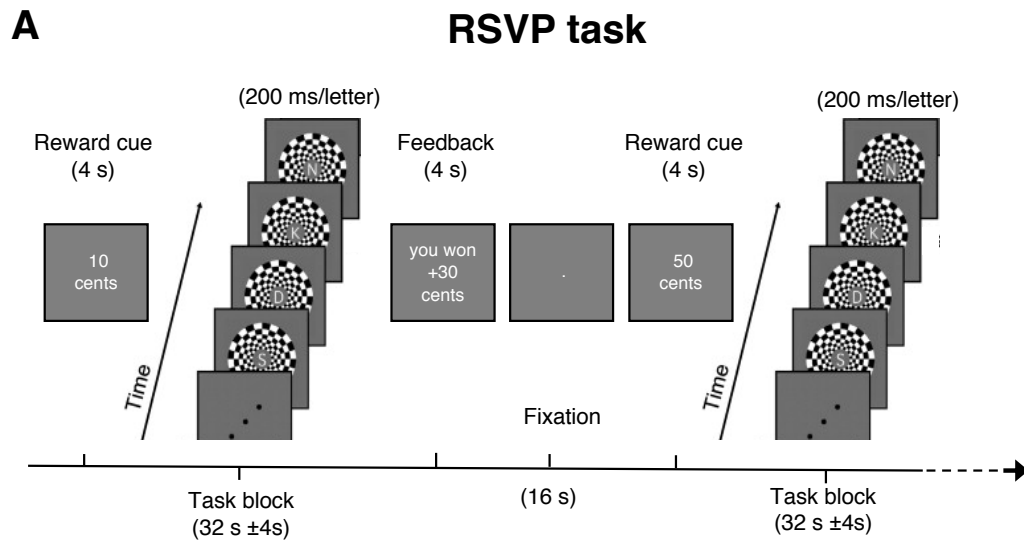 A
RSVP task
(200 ms/letter)
(200 ms/letter)
Reward cue
(4 s)
Feedback
(4 s)
Reward cue
(4 s)
N
K
D
S
10
cents
you won
+30
cents
.
50
cents
N
K
D
S
Time
Time
Fixation
Task block
(32 s ±4s)
(16 s)
Task block
(32 s ±4s)